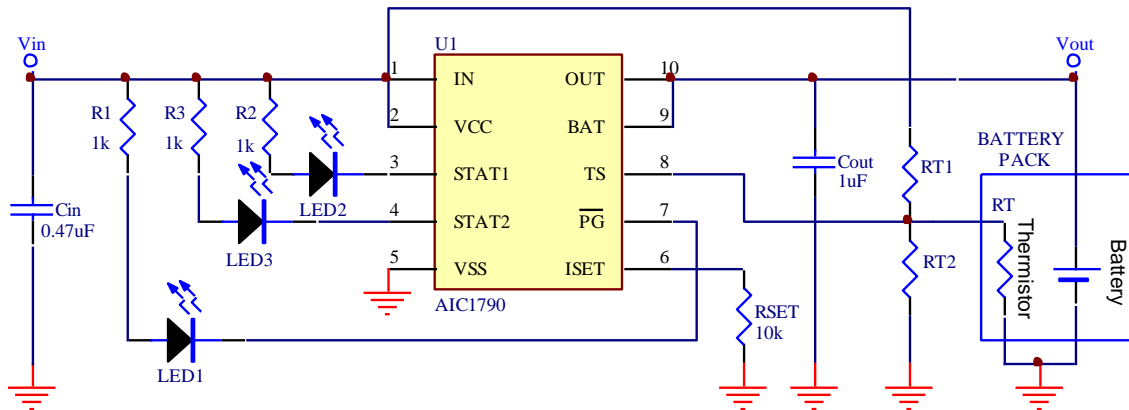 Vin
U1
Vout
1
IN
OUT
10
R1
R3
R2
1k
1k
1k
2
VCC
BAT
9
BATTERY
PACK
3
STAT1
TS
8
Cout
1uF
RT1
LED2
Cin
0.47uF
4
STAT2
PG
7
RT
Thermistor
Battery
LED3
5
VSS
ISET
6
RT2
AIC1790
RSET
10k
LED1